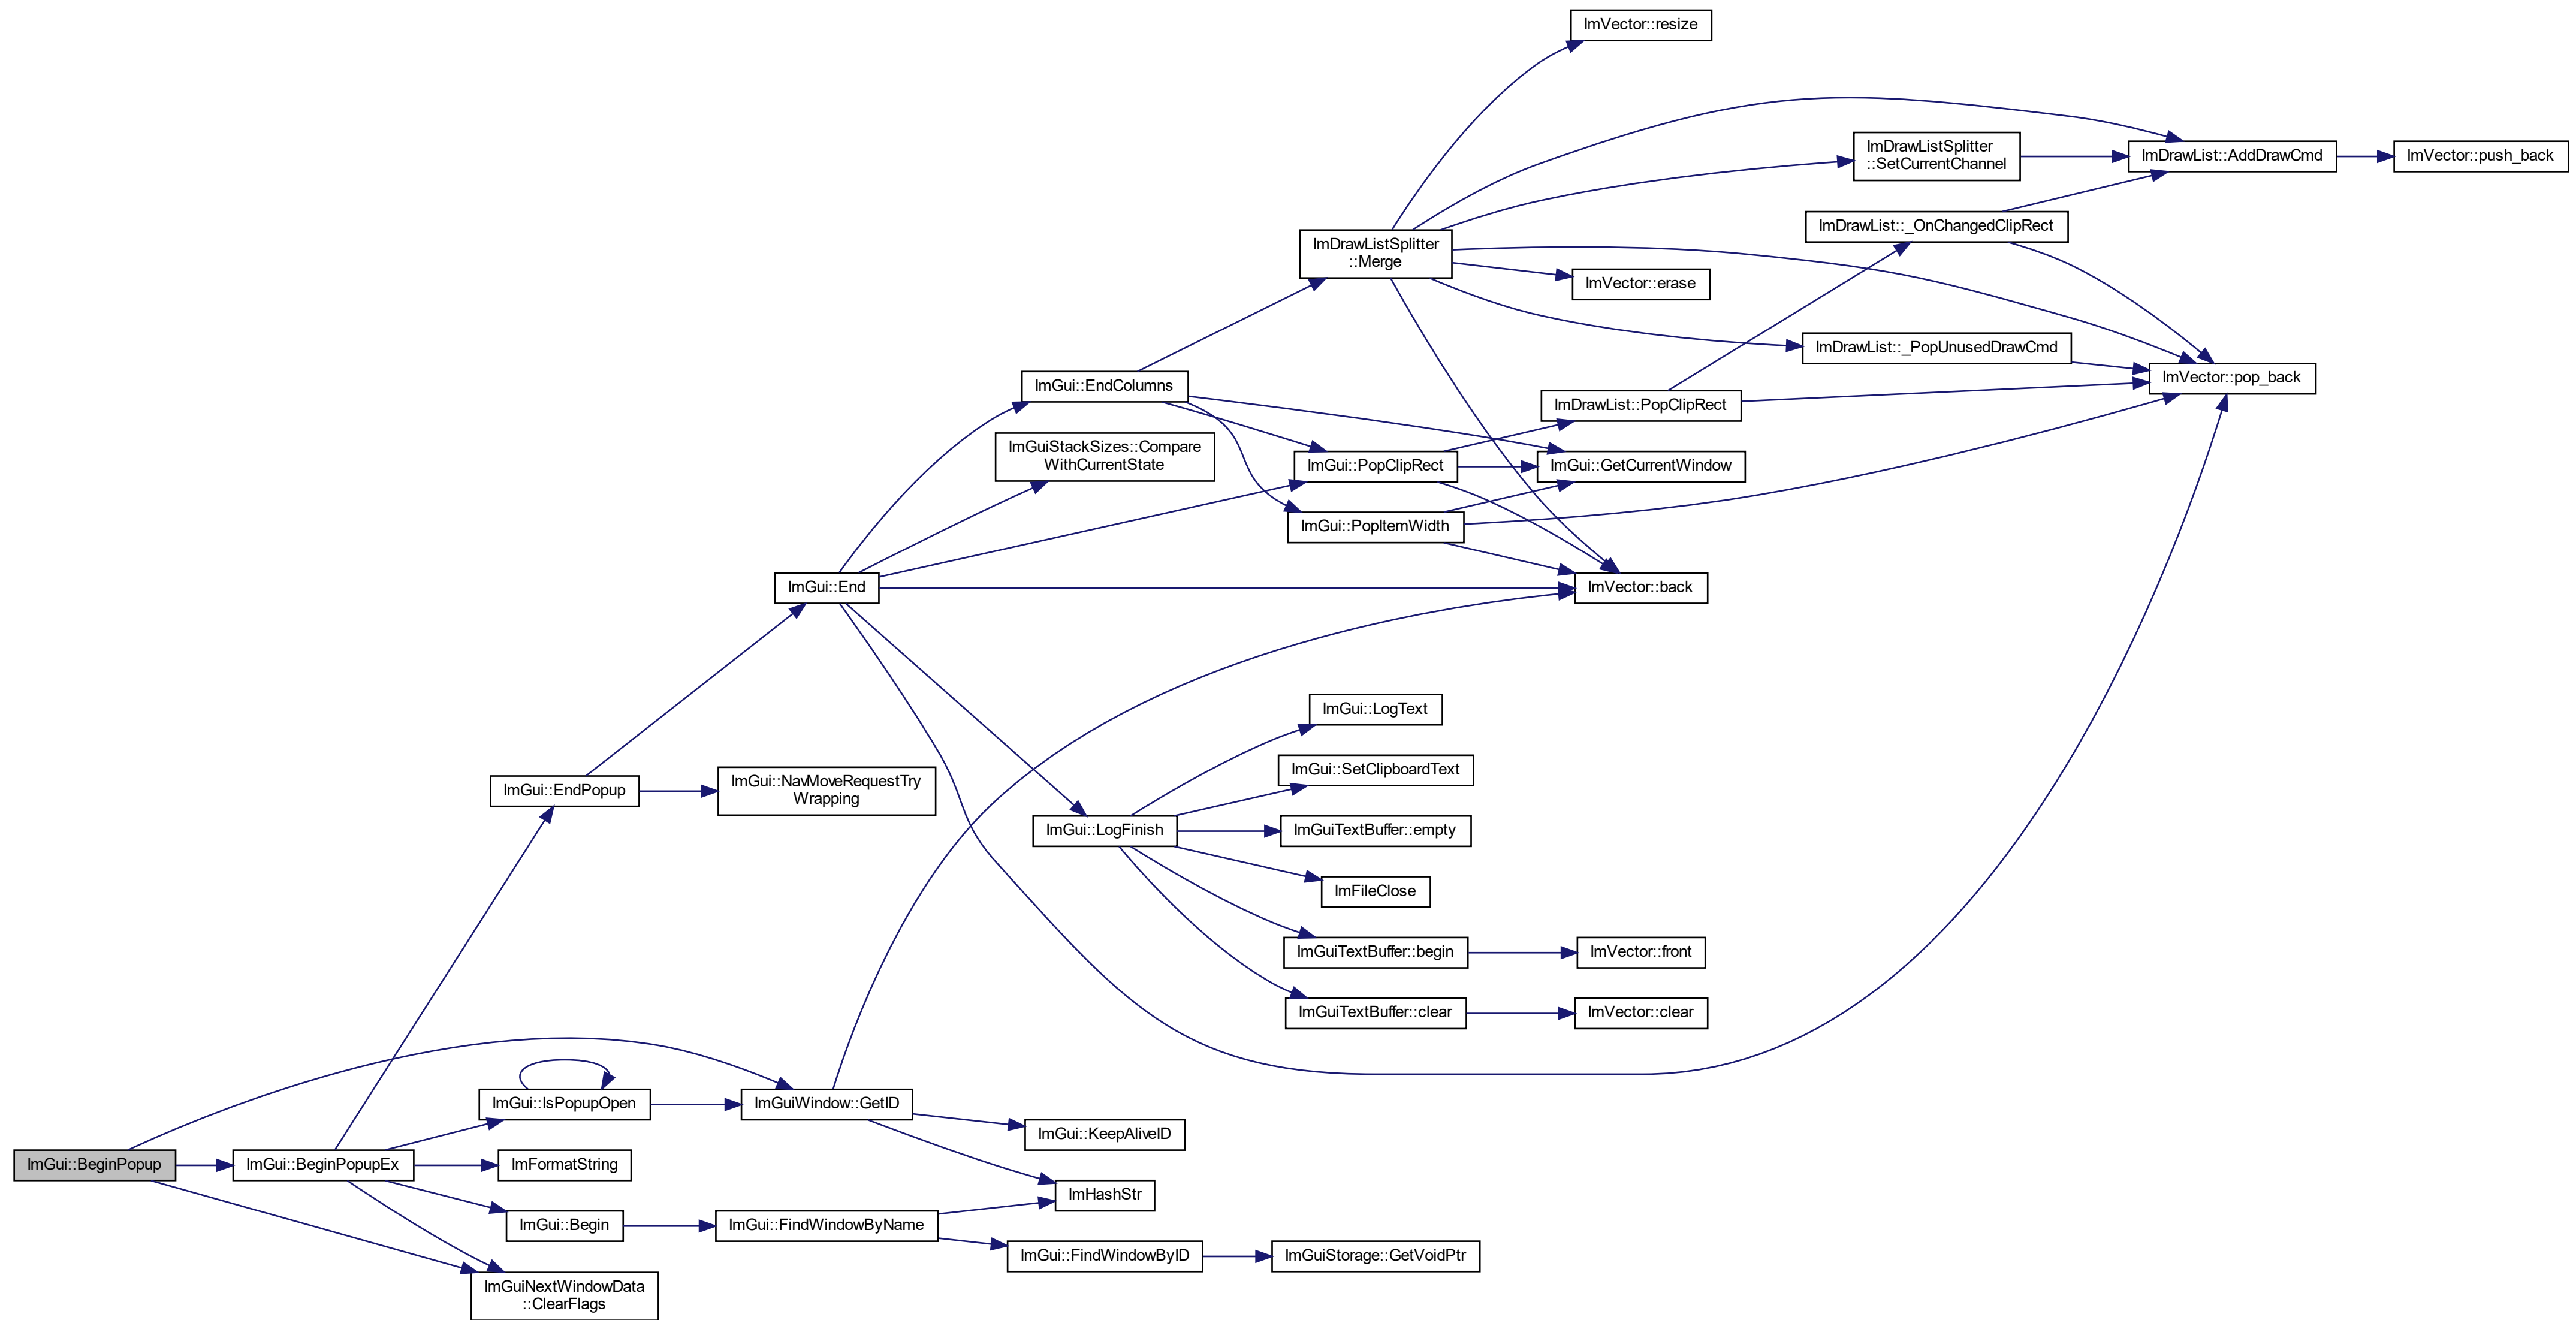 ImVector::resize
ImDrawListSplitter
::SetCurrentChannel
ImDrawList::AddDrawCmd
ImVector::push_back
ImDrawList::_OnChangedClipRect
ImDrawListSplitter
::Merge
ImVector::erase
ImDrawList::_PopUnusedDrawCmd
ImVector::pop_back
ImGui::EndColumns
ImDrawList::PopClipRect
ImGuiStackSizes::Compare
WithCurrentState
ImGui::PopClipRect
ImGui::GetCurrentWindow
ImGui::PopItemWidth
ImGui::End
ImVector::back
ImGui::LogText
ImGui::SetClipboardText
ImGui::EndPopup
ImGui::NavMoveRequestTry
Wrapping
ImGui::LogFinish
ImGuiTextBuffer::empty
ImFileClose
ImGuiTextBuffer::begin
ImVector::front
ImGuiTextBuffer::clear
ImVector::clear
ImGui::IsPopupOpen
ImGuiWindow::GetID
ImGui::KeepAliveID
ImGui::BeginPopup
ImGui::BeginPopupEx
ImFormatString
ImHashStr
ImGui::Begin
ImGui::FindWindowByName
ImGui::FindWindowByID
ImGuiStorage::GetVoidPtr
ImGuiNextWindowData
::ClearFlags